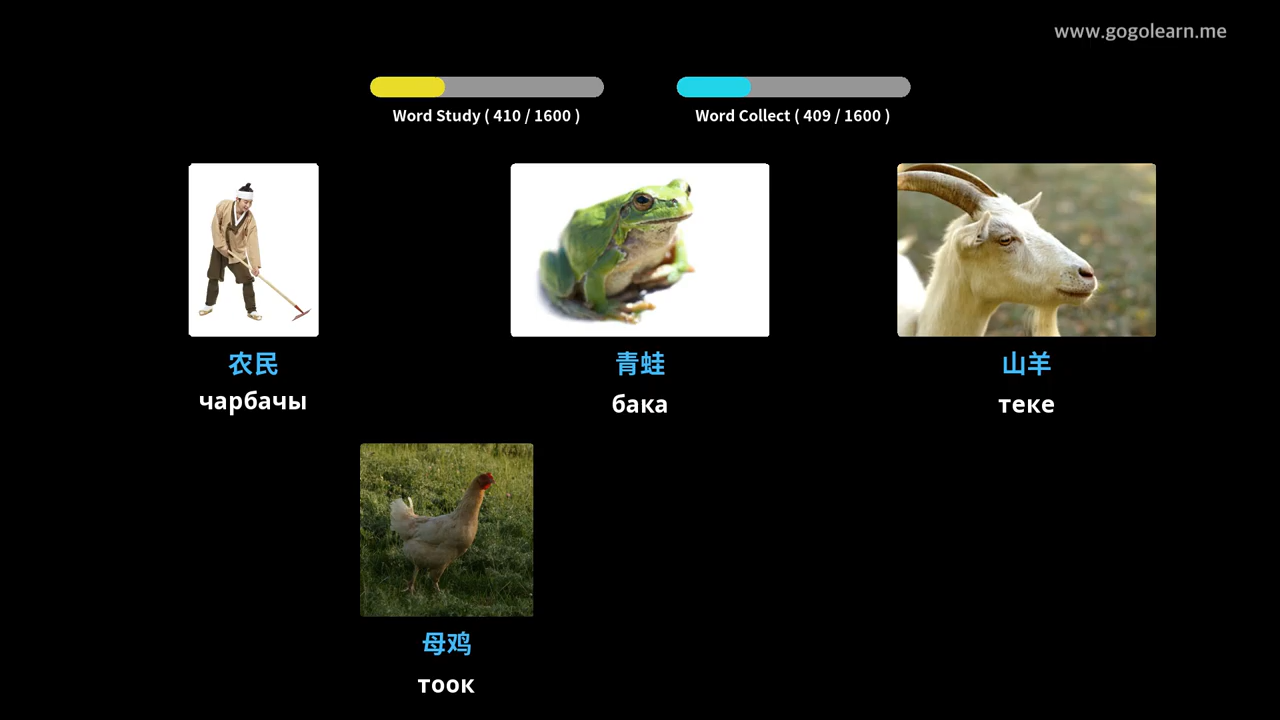 www.gogolearn.me
Word Study ( 410 / 1600 )
Word Collect ( 409 / 1600 )
农民
чарбачы
青蛙
бака
山羊
теке
母鸡
тоок